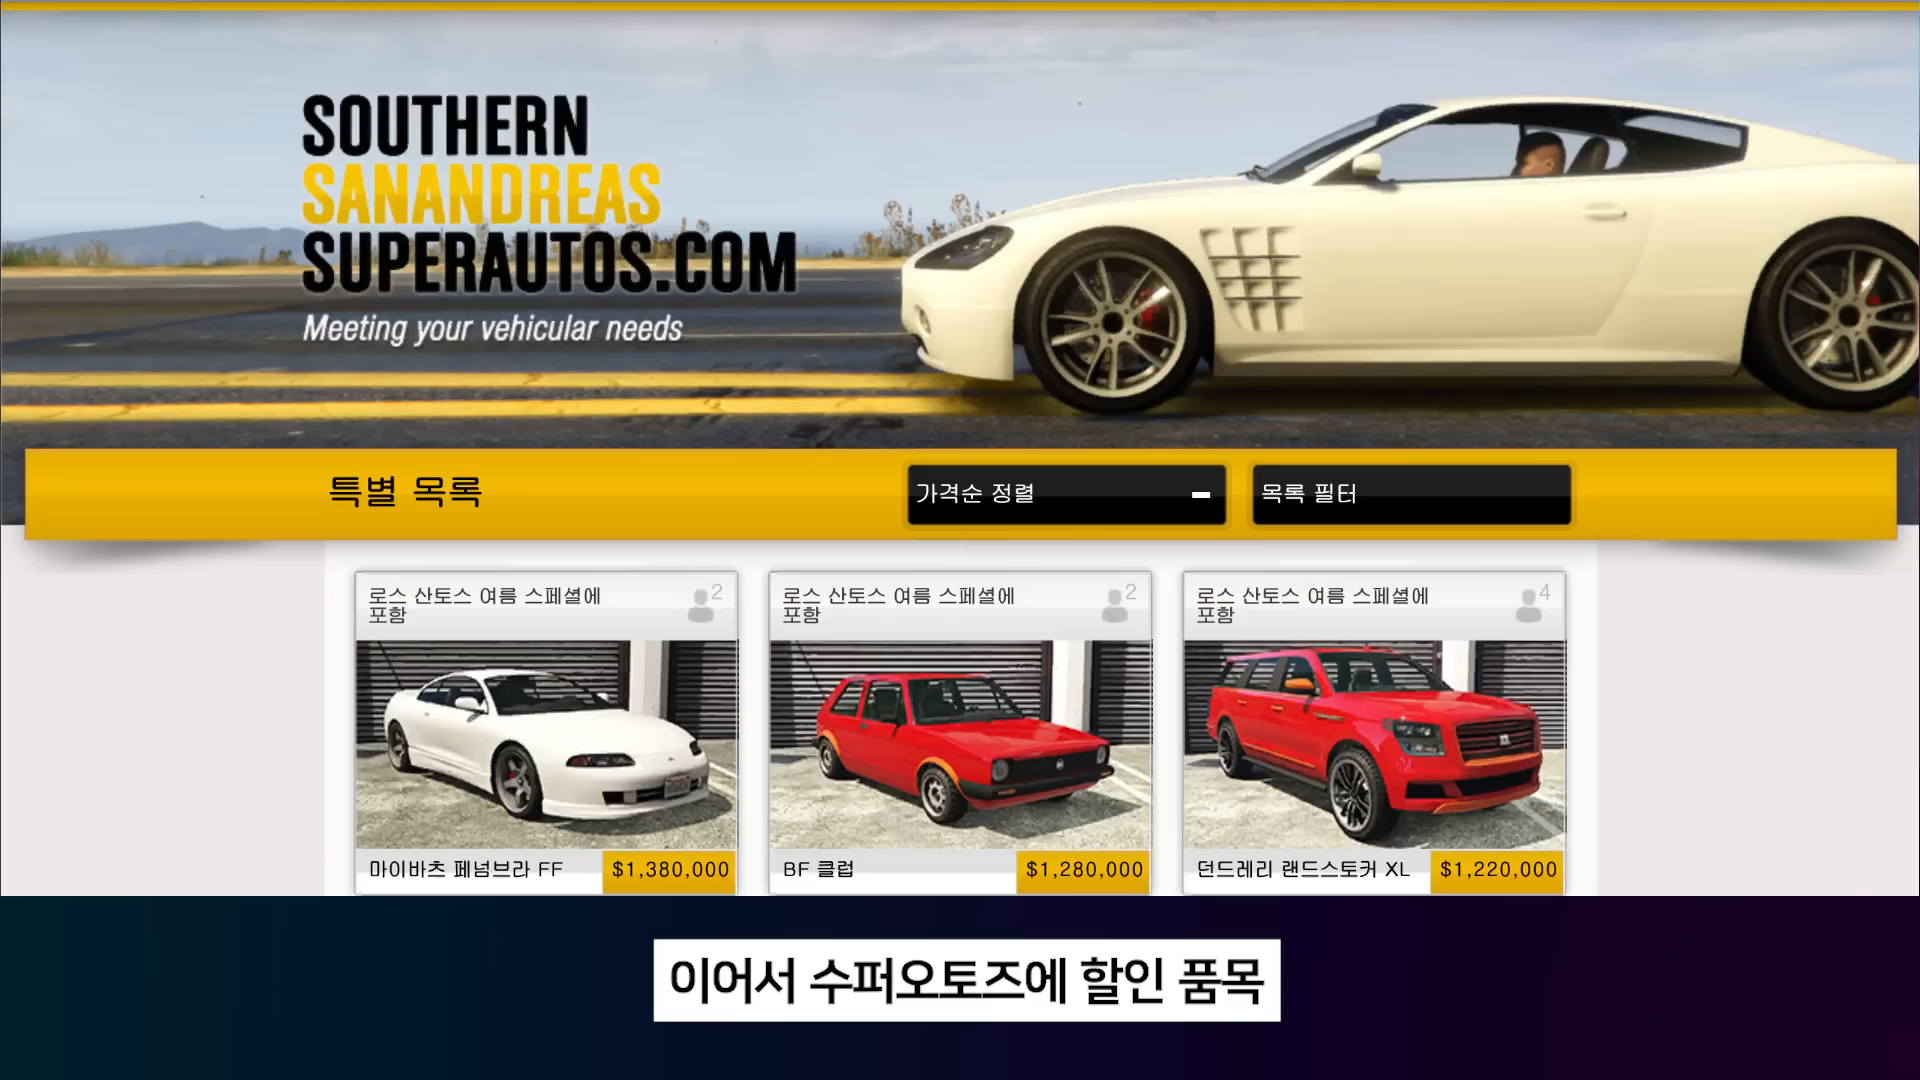 SOUTHERN
SANANDREAS
SUPERAUTOS.COM
Meeting your vehicular needs
특별 목록
가격순 정렬
목록 필터
로스 산토스 여름 스페셜에
포함
2
로스 산토스 여름 스페셜에
포함
2
로스 산토스 여름 스페셜에
포함
4
마이바츠 페넘브라 FF
$1,380,000
BF 클럽
$1,280,000
던드레리 랜드스토커 XL
$1,220,000
이어서 수퍼오토즈에 할인 품목